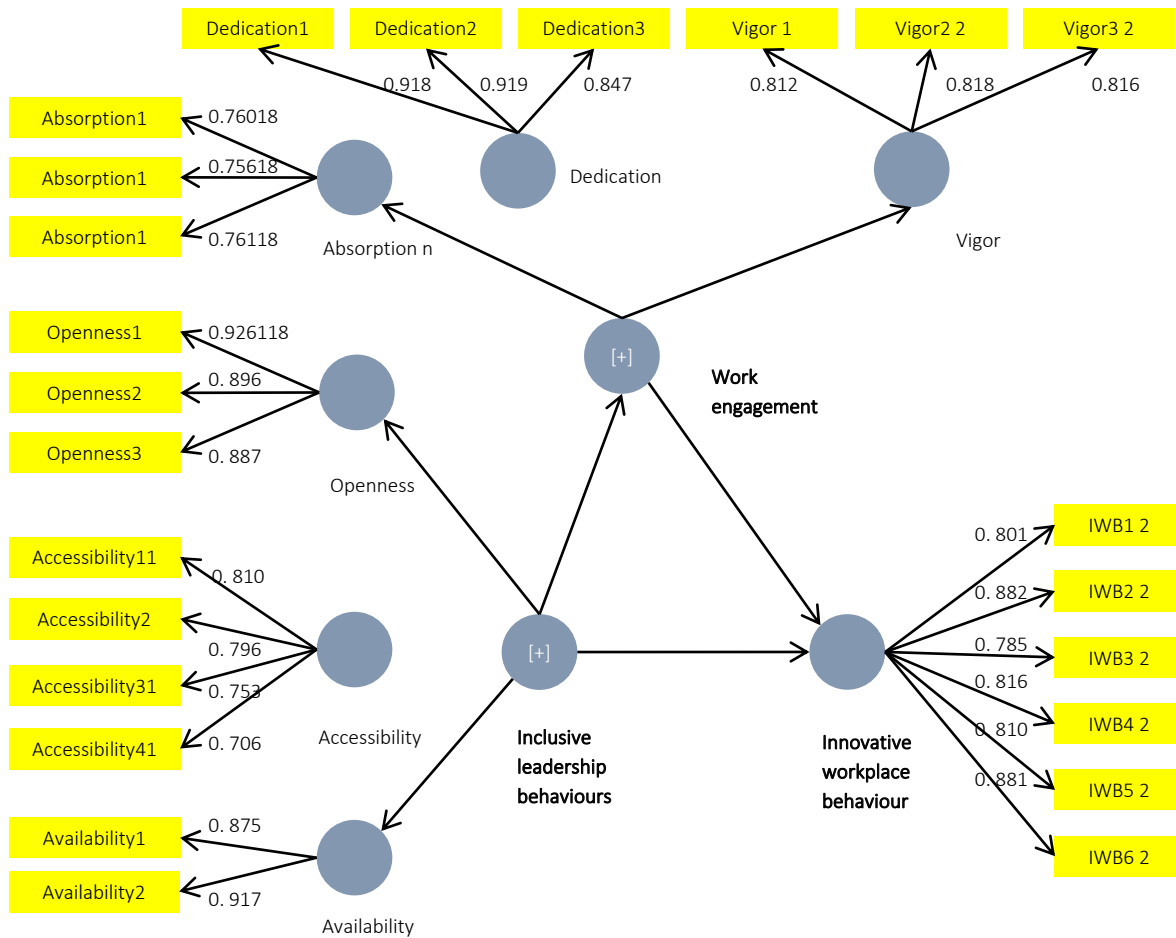 Dedication1
Dedication2
Dedication3
Vigor 1
Vigor2 2
Vigor3 2
0.918
0.919
0.847
0.812
0.818
0.816
Absorption1
0.76018
Absorption1
0.75618
Absorption1
0.76118
Dedication
Absorption n
Vigor
Openness1
0.926118
Openness2
0. 896
Openness3
0. 887
Openness
[+]
Work
engagement
Accessibility11
0. 810
Accessibility2
0. 796
Accessibility31
0. 753
Accessibility41
0. 706
Accessibility
[+]
Inclusive
leadership
behaviours
Innovative
workplace
behaviour
IWB1 2
0. 801
IWB2 2
0. 882
IWB3 2
0. 785
IWB4 2
0. 816
IWB5 2
0. 810
IWB6 2
0. 881
Availability1
0. 875
Availability2
0. 917
Availability